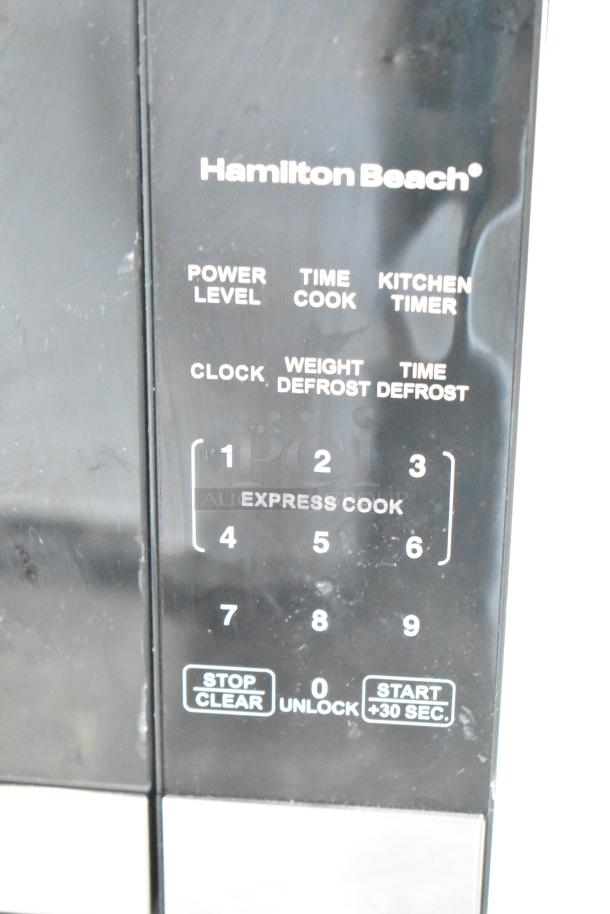 Hamilton Beach®
POWER LEVEL
TIME COOK
KITCHEN TIMER
CLOCK
WEIGHT DEFROST
TIME DEFROST
1 2 3
EXPRESS COOK
4 5 6
7 8 9
STOP
CLEAR
0
UNLOCK
START
+30 SEC.